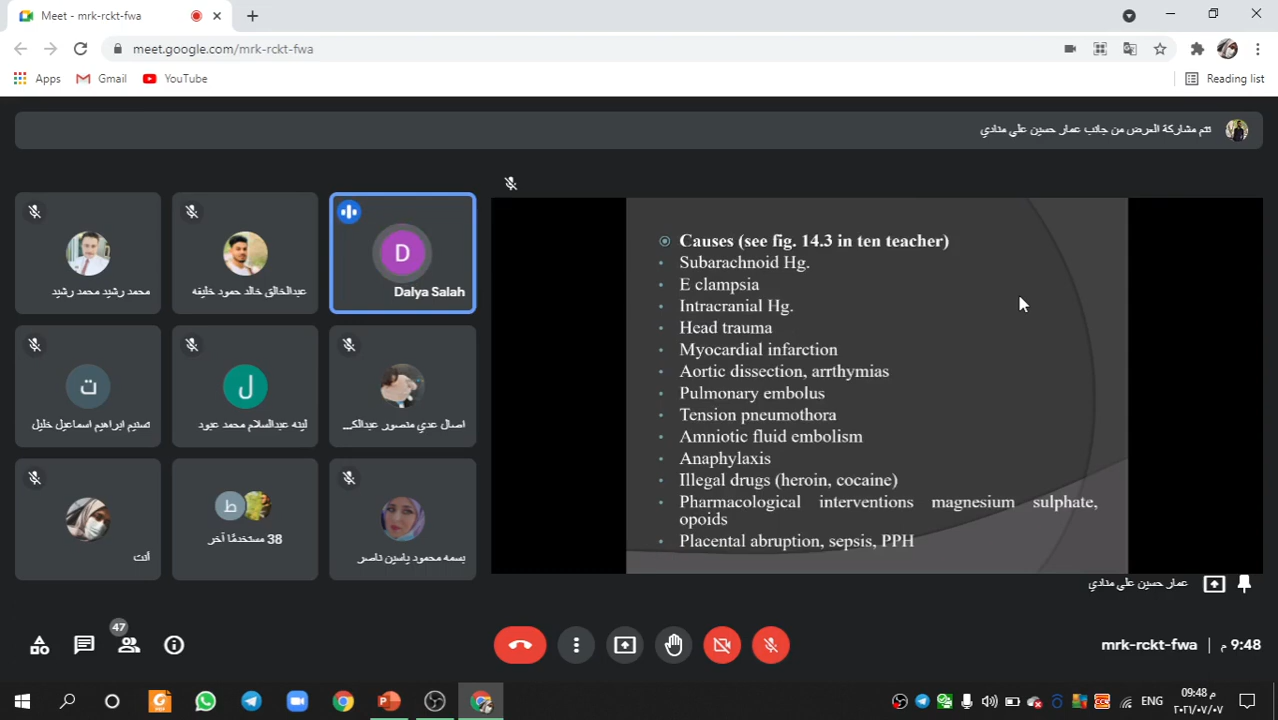 Meet - mrk-rckt-fwa
meet.google.com/mrk-rckt-fwa
Apps
Gmail
YouTube
Reading list
تتم مشاركة العرض من جانب عمار حسين علي منادي
محمد رشيد محمد رشيد
عبدالخالق خالد حمود خليفه
D
Dalya Salah
ت
تسنيم ابراهيم اسماعيل خليل
ل
لينه عبدالسلام محمد عبود
اصال عدي منصور عبدالكـ...
أنت
ط
38 مستخدمًا آخر
بسمه محمود ياسين ناصر
Causes (see fig. 14.3 in ten teacher)
Subarachnoid Hg.
E clampsia
Intracranial Hg.
Head trauma
Myocardial infarction
Aortic dissection, arrthymias
Pulmonary embolus
Tension pneumothora
Amniotic fluid embolism
Anaphylaxis
Illegal drugs (heroin, cocaine)
Pharmacological interventions magnesium sulphate,
opoids
Placental abruption, sepsis, PPH
عمار حسين علي منادي
47
mrk-rckt-fwa | 9:48 م
ENG
09:48 م
٢٠٢١/٠٧/٠٧